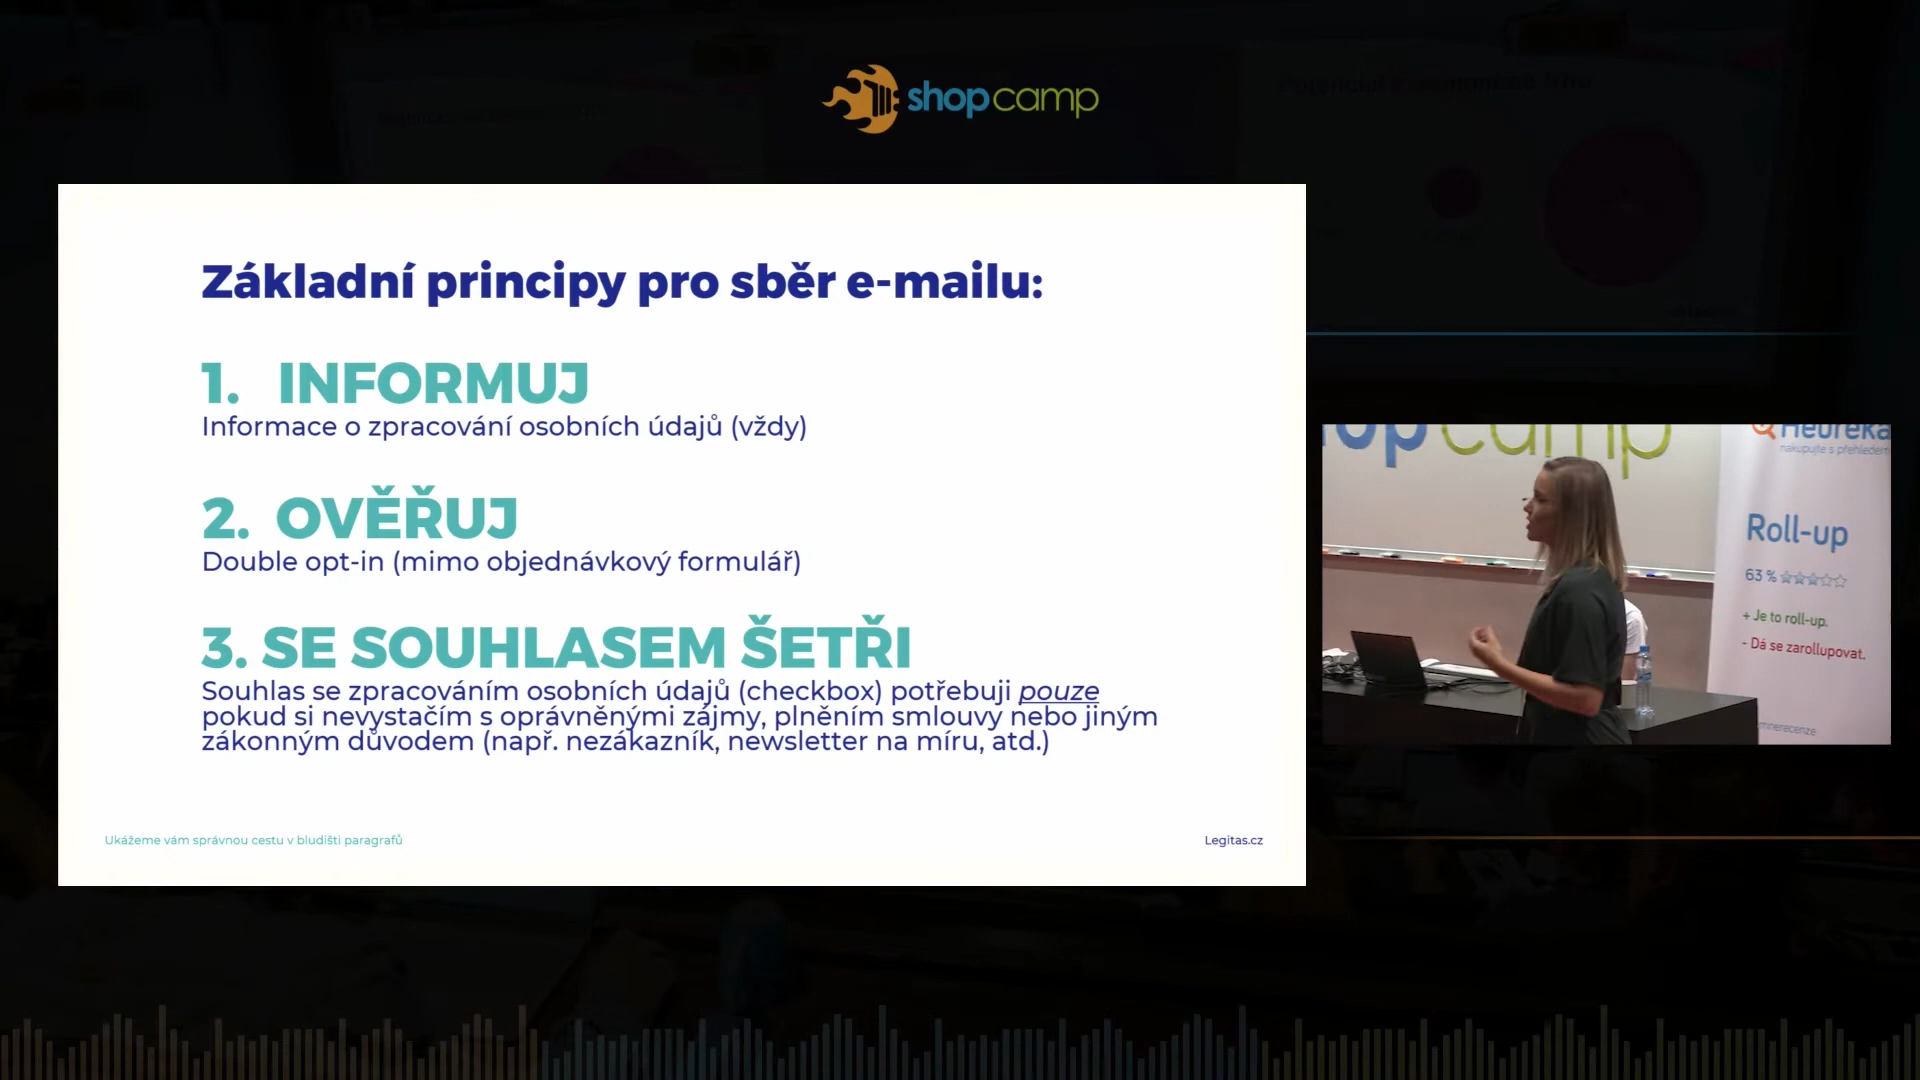 shopcamp
Základní principy pro sběr e-mailu:
1. INFORMUJ
Informace o zpracování osobních údajů (vždy)
2. OVĚŘUJ
Double opt-in (mimo objednávkový formulář)
3. SE SOUHLASEM ŠETŘI
Souhlas se zpracováním osobních údajů (checkbox) potřebuji pouze
pokud si nevystačím s oprávněnými zájmy, plněním smlouvy nebo jiným
zákonným důvodem (např. nezákazník, newsletter na míru, atd.)
Ukážeme vám správnou cestu v bludišti paragrafů
Legitas.cz
opcamp
Heureka
nakupujte s přehledem
Roll-up
63 %
+ Je to roll-up.
- Dá se zarollupovat.